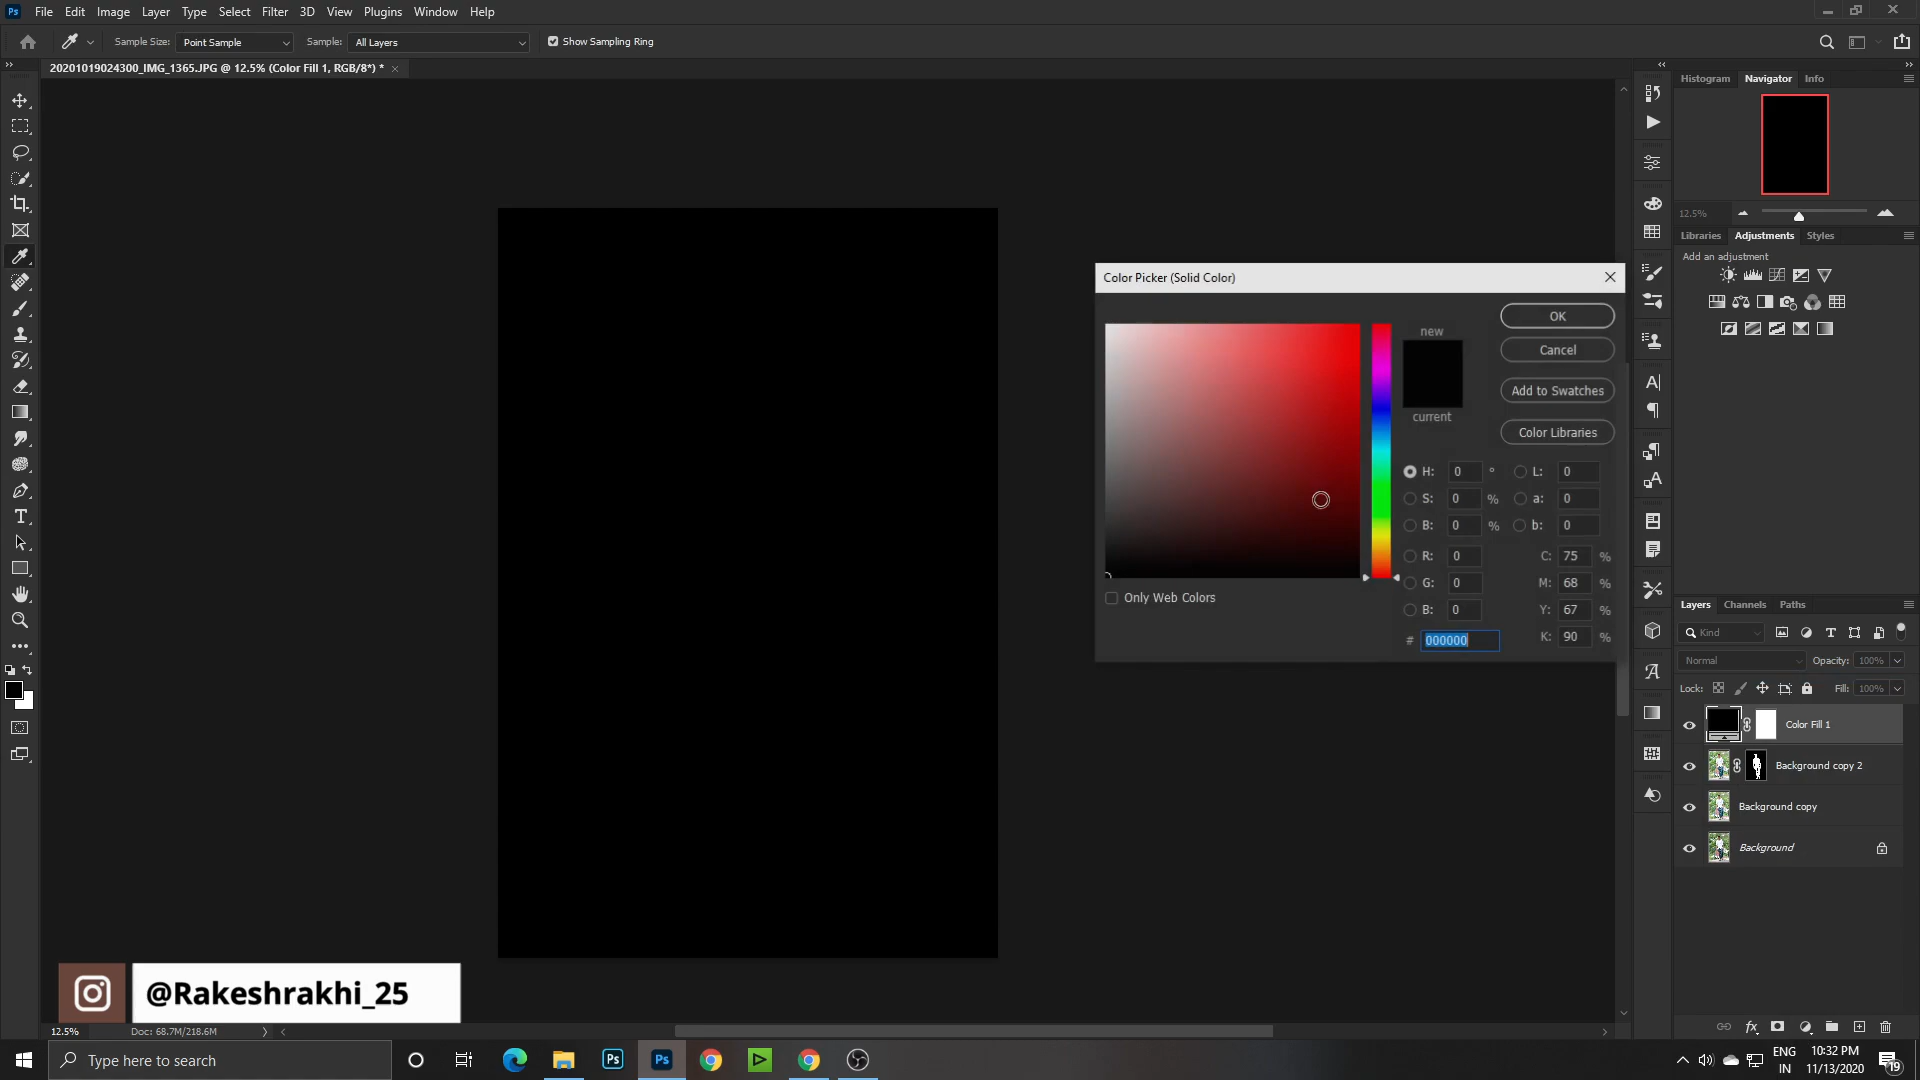 Ps File Edit Image Layer Type Select Filter 3D View Plugins Window Help
Sample Size: Point Sample Sample: All Layers Show Sampling Ring
20201019024300_IMG_1365.JPG @ 12.5% (Color Fill 1, RGB/8*) *
Histogram Navigator Info
12.5%
Libraries Adjustments Styles
Add an adjustment
Color Picker (Solid Color)
new
current
OK
Cancel
Add to Swatches
Color Libraries
H: 0 ° L: 0
S: 0 % a: 0
B: 0 % b: 0
R: 0 C: 75 %
G: 0 M: 68 %
B: 0 Y: 67 %
# 000000 K: 90 %
Only Web Colors
Layers Channels Paths
Kind
Normal Opacity: 100%
Lock: Fill: 100%
Color Fill 1
Background copy 2
Background copy
Background
@Rakeshrakhi_25
12.5% Doc: 68.7M/218.6M
Type here to search
Ps Ps
ENG
IN
10:32 PM
11/13/2020
19